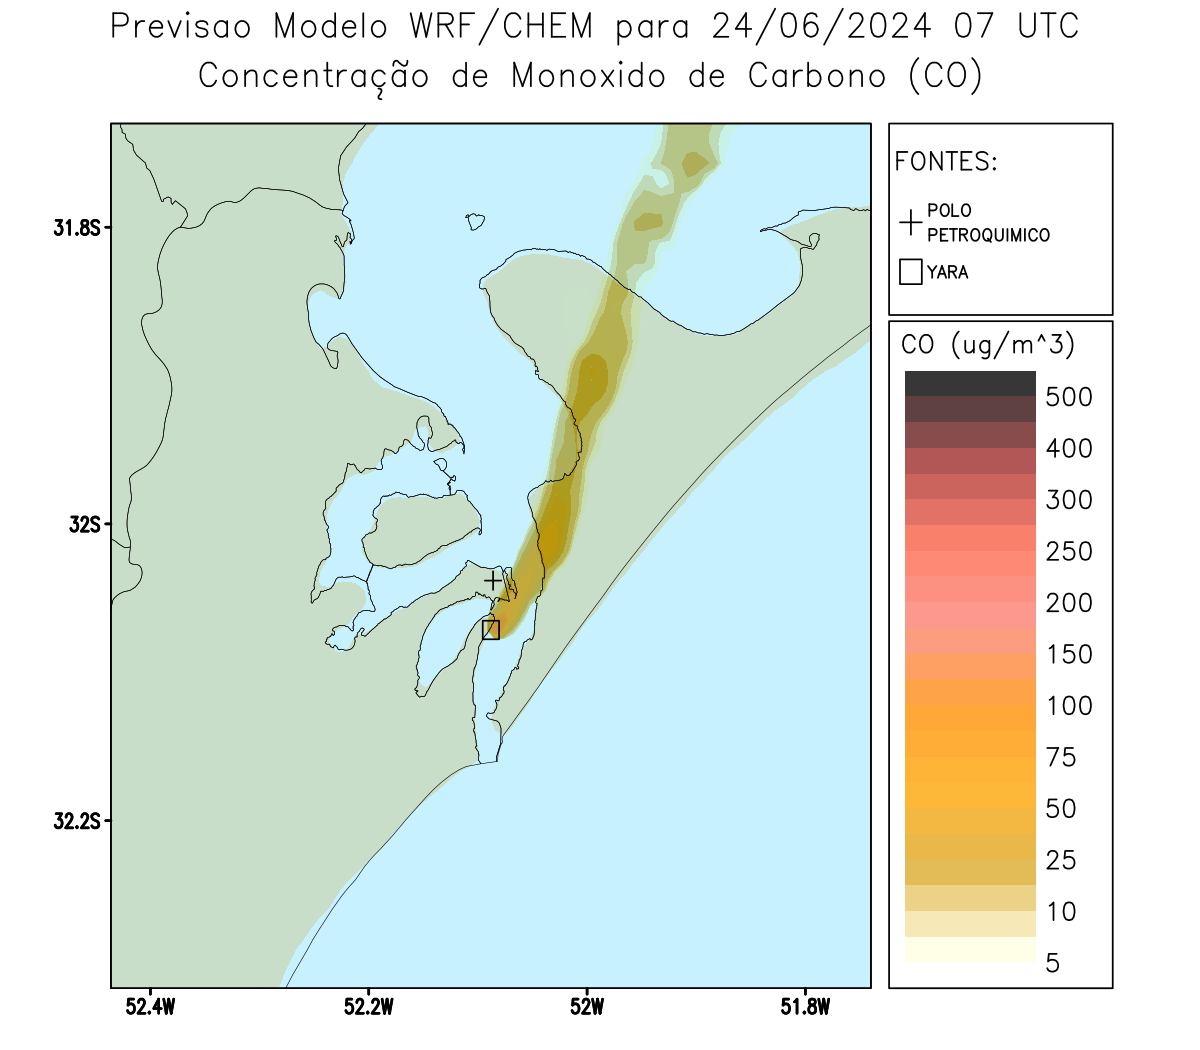 Previsao Modelo WRF/CHEM para 24/06/2024 07 UTC
Concentração de Monoxido de Carbono (CO)
FONTES:
POLO
PETROQUIMICO
YARA
CO (ug/m^3)
500
400
300
250
200
150
100
75
50
25
10
5
31.8S
32S
32.2S
52.4W
52.2W
52W
51.8W